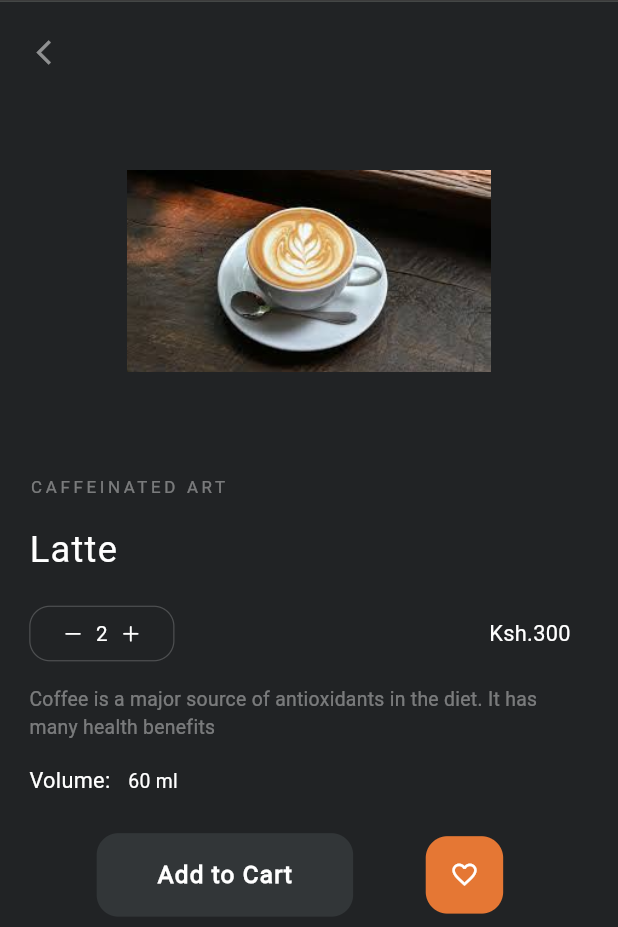 CAFFEINATED ART
Latte
− 2 +
Ksh.300
Coffee is a major source of antioxidants in the diet. It has
many health benefits
Volume: 60 ml
Add to Cart